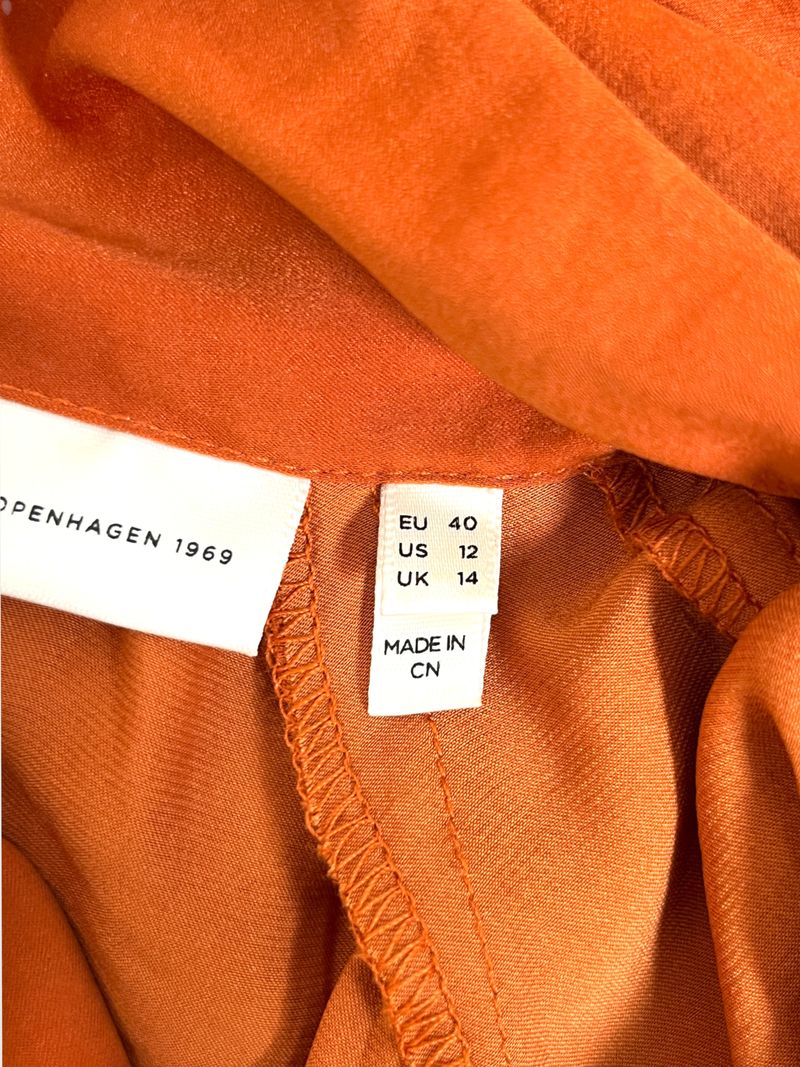 OPENHAGEN 1969
EU 40
US 12
UK 14
MADE IN
CN